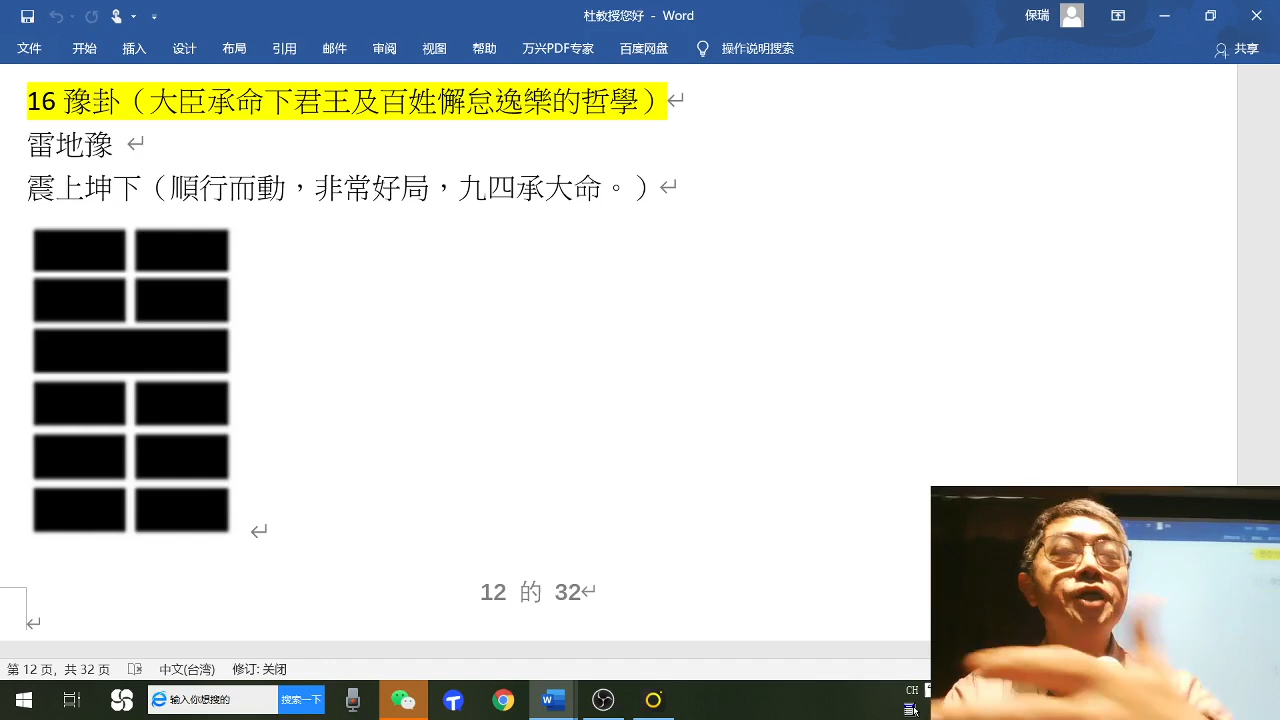 杜教授您好 - Word
保瑞
文件 开始 插入 设计 布局 引用 邮件 审阅 视图 帮助 万兴PDF专家 百度网盘 操作说明搜索 共享
16 豫卦（大臣承命下君王及百姓懈怠逸樂的哲學）
雷地豫
震上坤下（順行而動，非常好局，九四承大命。）
12 的 32
第 12 页，共 32 页 中文(台湾) 修订: 关闭
输入你想搜的 搜索一下
CH